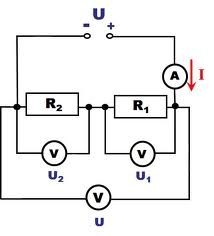 U
- +
A I
R2 R1
V V
U2 U1
V
U